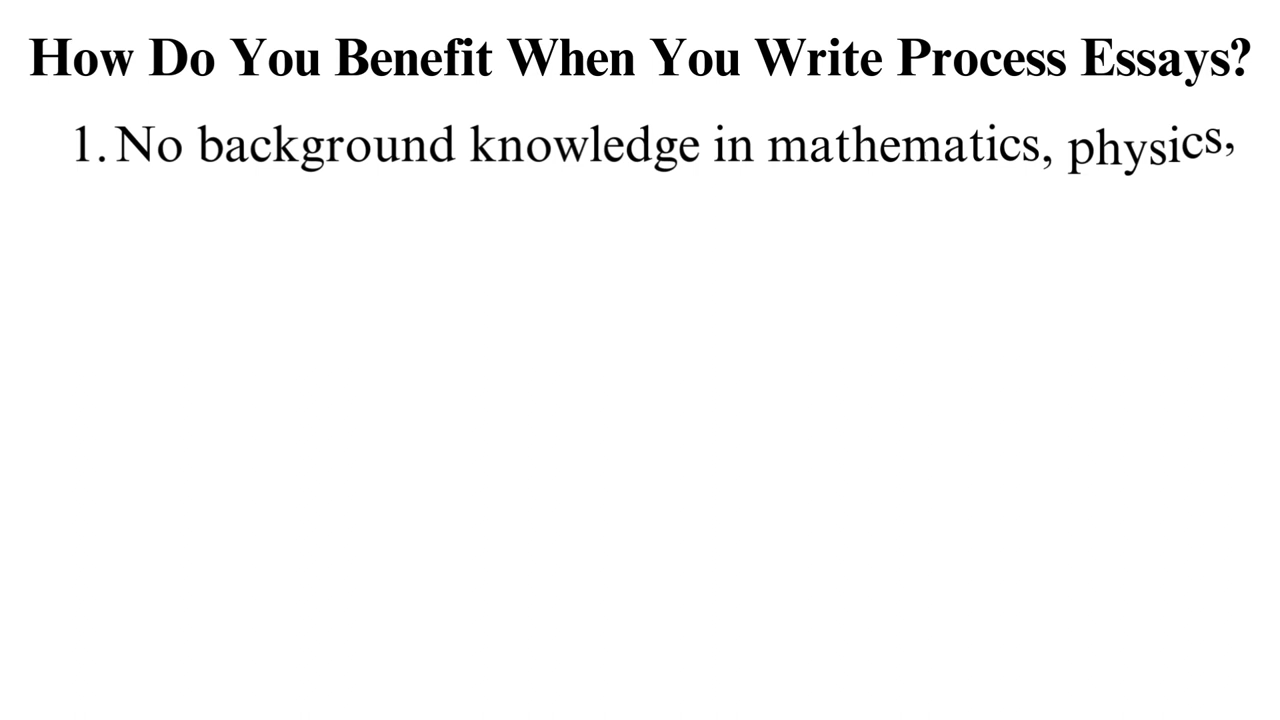 How Do You Benefit When You Write Process Essays?
1. No background knowledge in mathematics, physics,